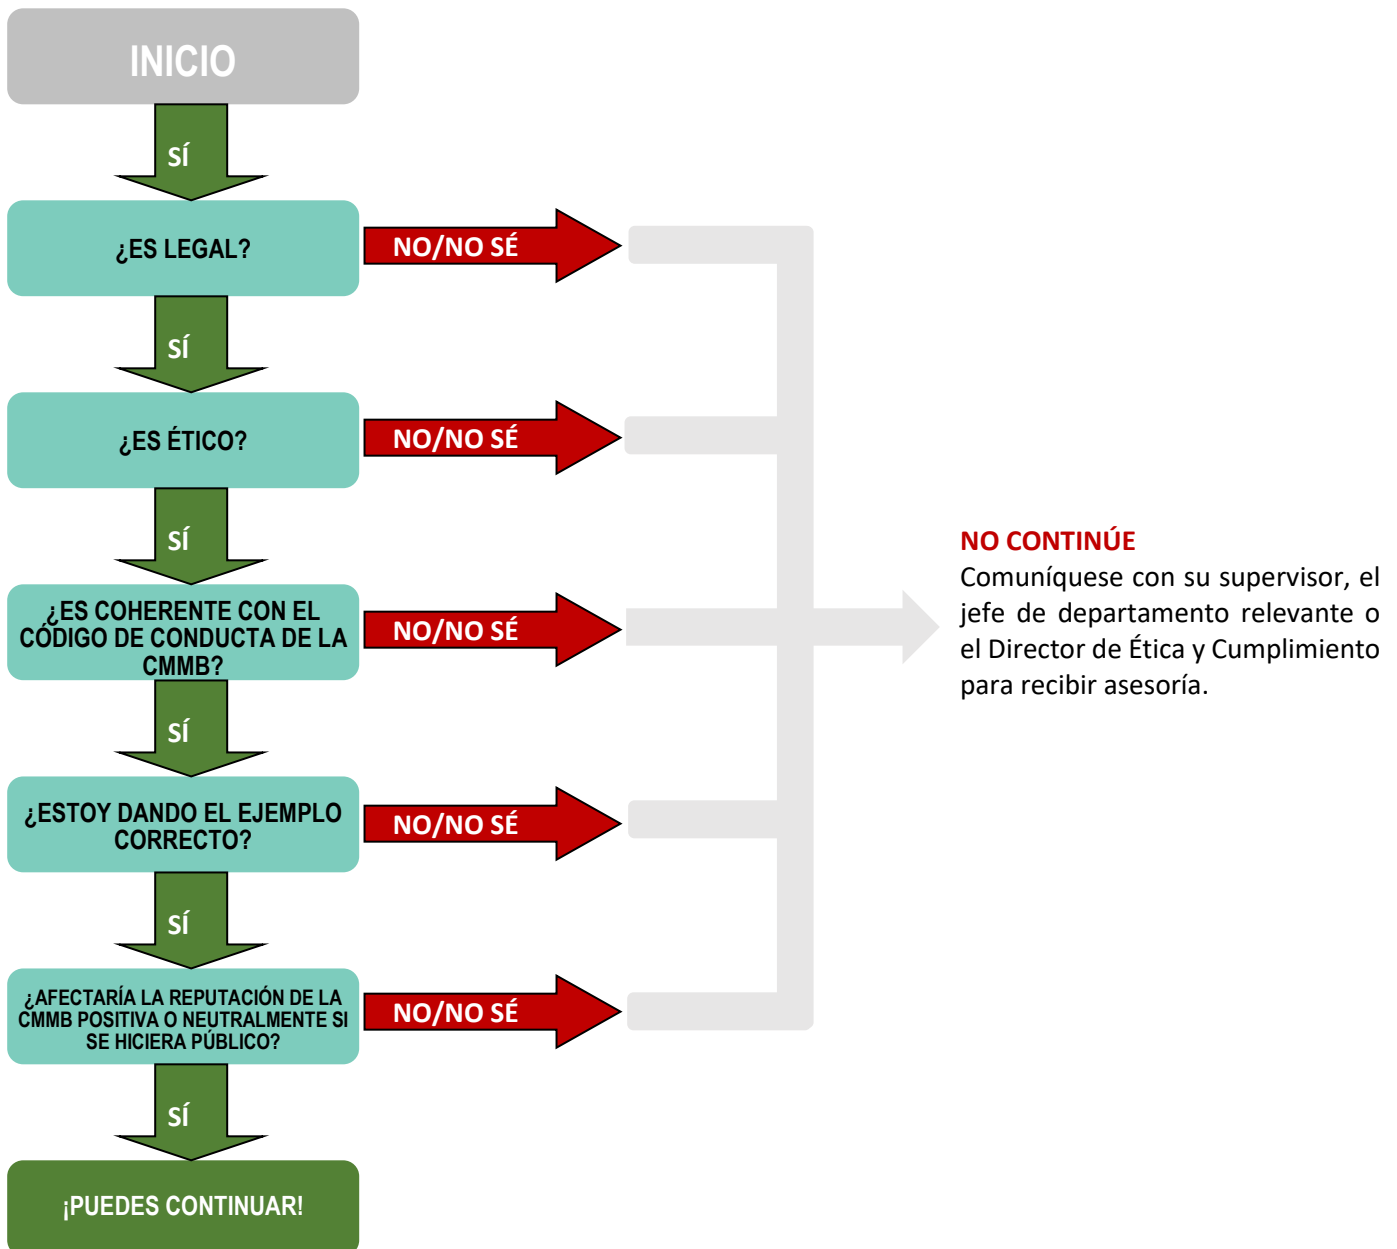 INICIO
SÍ
¿ES LEGAL?
NO/NO SÉ
SÍ
¿ES ÉTICO?
NO/NO SÉ
SÍ
¿ES COHERENTE CON EL
CÓDIGO DE CONDUCTA DE LA
CMMB?
NO/NO SÉ
SÍ
¿ESTOY DANDO EL EJEMPLO
CORRECTO?
NO/NO SÉ
SÍ
¿AFECTARÍA LA REPUTACIÓN DE LA
CMMB POSITIVA O NEUTRALMENTE SI
SE HICIERA PÚBLICO?
NO/NO SÉ
SÍ
¡PUEDES CONTINUAR!
NO CONTINÚE
Comuníquese con su supervisor, el
jefe de departamento relevante o
el Director de Ética y Cumplimiento
para recibir asesoría.